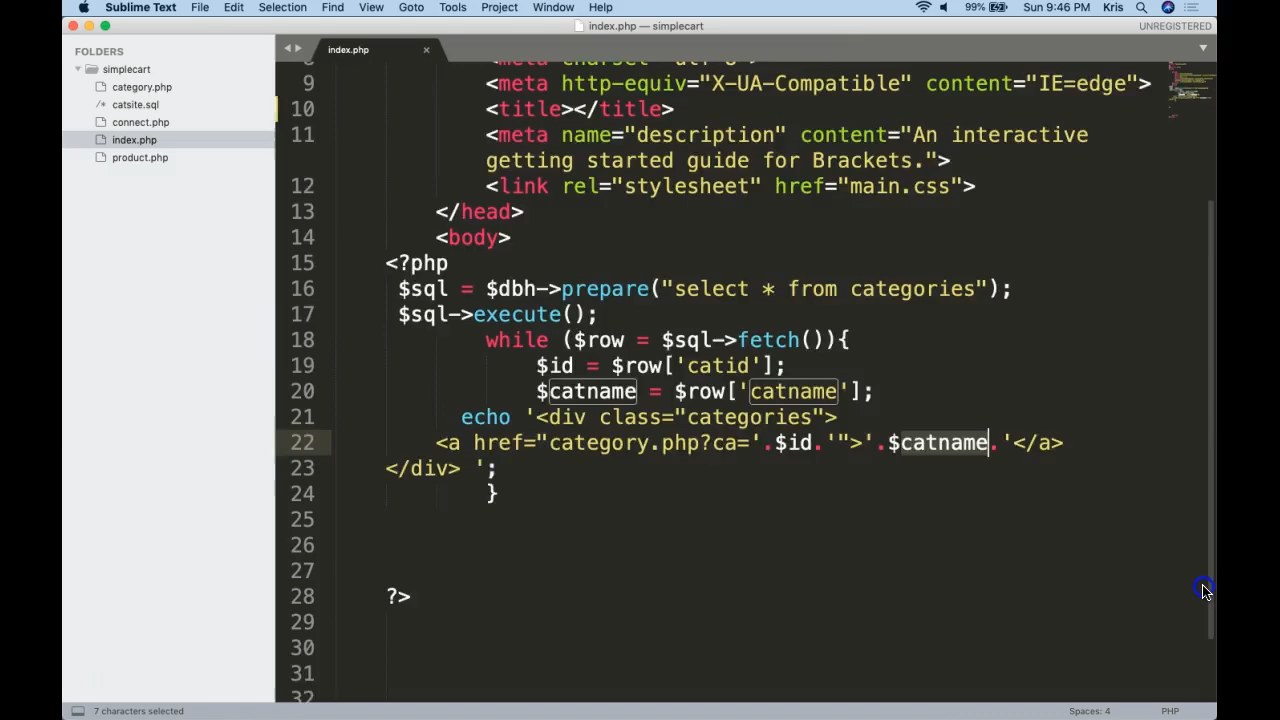 Sublime Text File Edit Selection Find View Goto Tools Project Window Help 99% Sun 9:46 PM Kris
index.php — simplecart UNREGISTERED
FOLDERS
simplecart
category.php
/* catsite.sql
connect.php
index.php
product.php
index.php ×
9 <meta http-equiv="X-UA-Compatible" content="IE=edge">
10 <title></title>
11 <meta name="description" content="An interactive
getting started guide for Brackets.">
12 <link rel="stylesheet" href="main.css">
13 </head>
14 <body>
15 <?php
16 $sql = $dbh->prepare("select * from categories");
17 $sql->execute();
18 while ($row = $sql->fetch()){
19 $id = $row['catid'];
20 $catname = $row['catname'];
21 echo '<div class="categories">
22 <a href="category.php?ca='.$id.'">'.$catname.'</a>
23 </div> ';
24 }
25
26
27
28 ?>
29
30
31
32
7 characters selected Spaces: 4 PHP